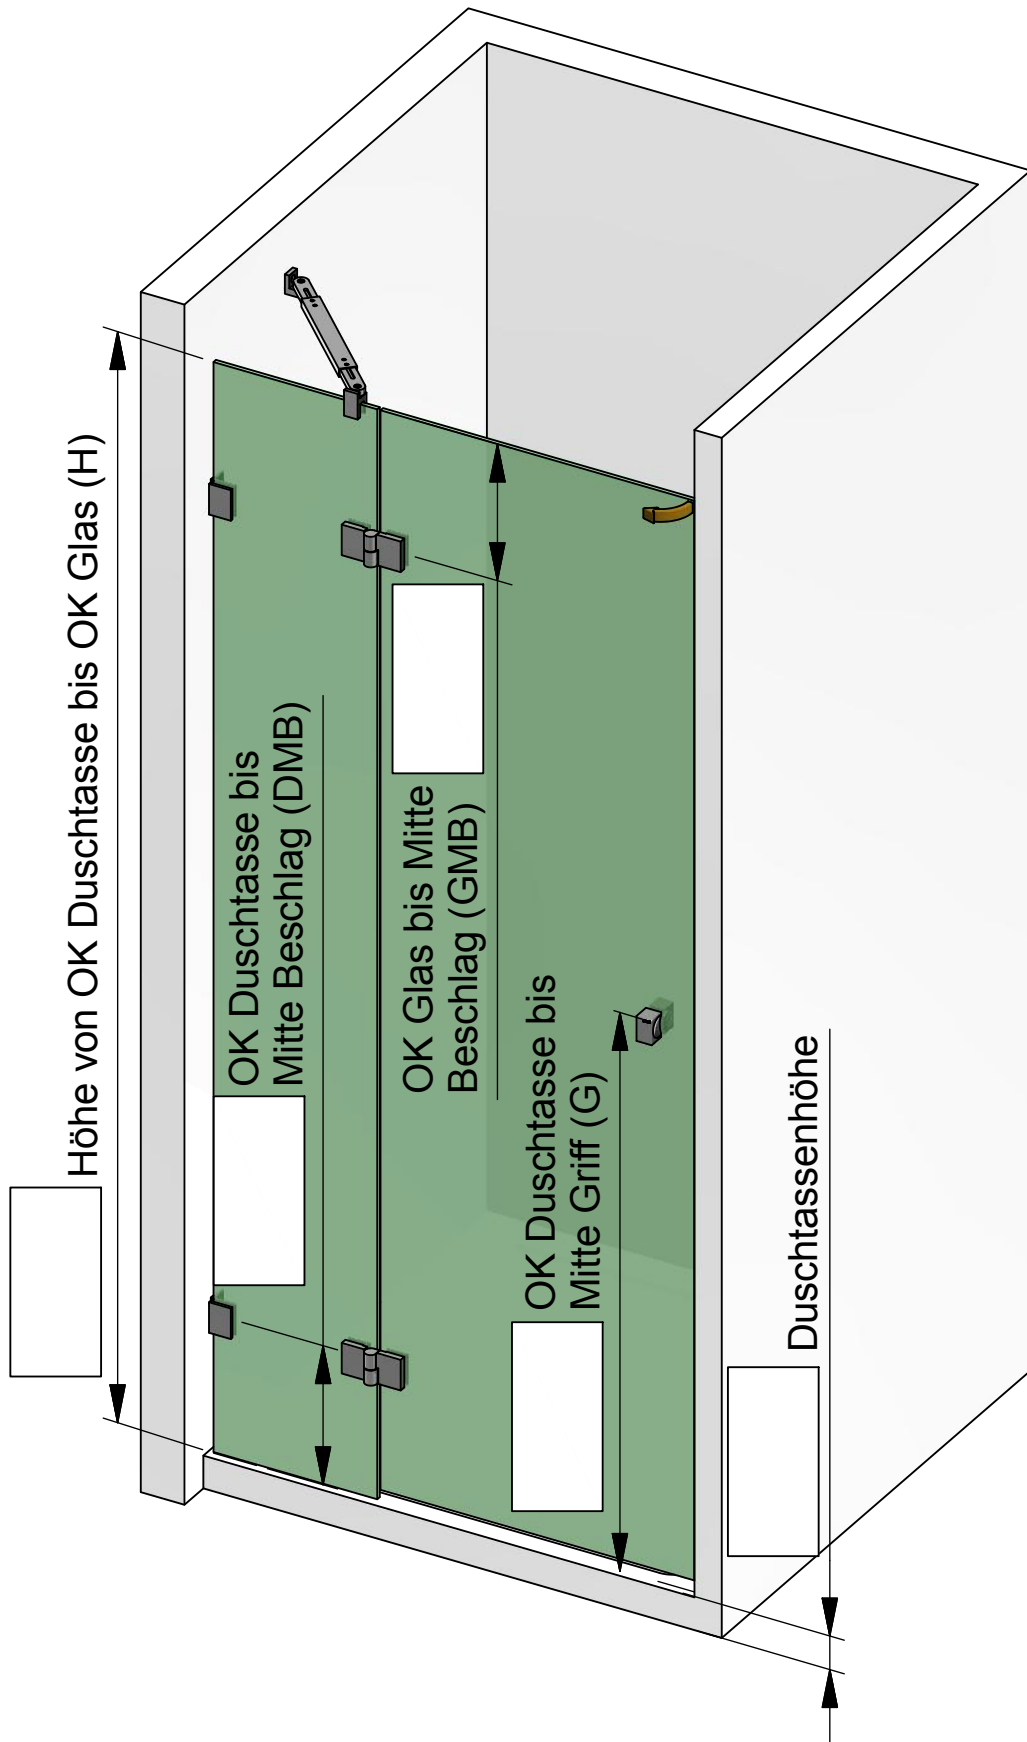 Höhe von OK Duschtasse bis OK Glas (H)
OK Duschtasse bis
Mitte Beschlag (DMB)
OK Glas bis Mitte
Beschlag (GMB)
OK Duschtasse bis
Mitte Griff (G)
Duschtassenhöhe